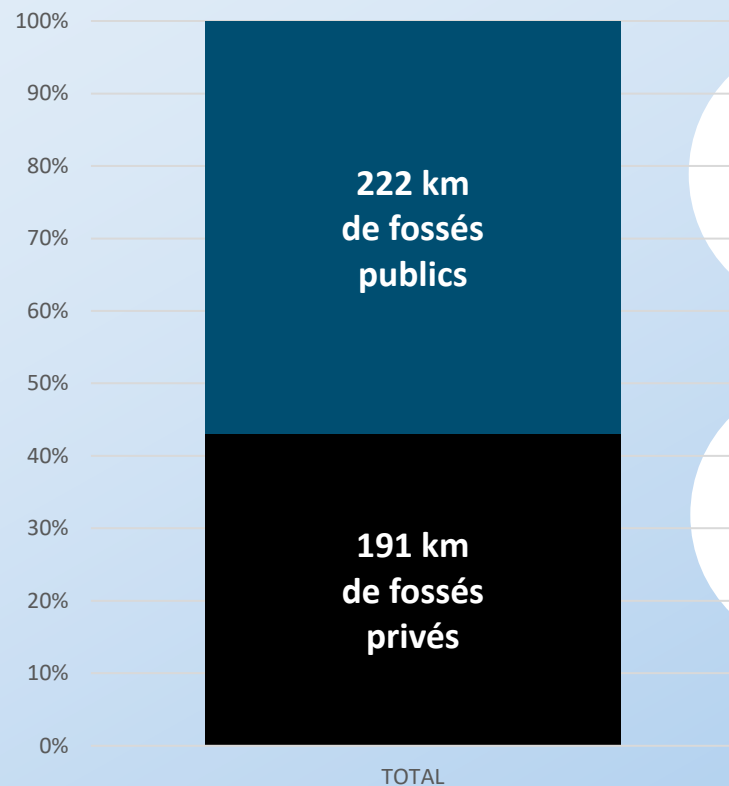 100%
90%
80%
70%
60%
50%
40%
30%
20%
10%
0%
222 km
de fossés
publics
191 km
de fossés
privés
TOTAL